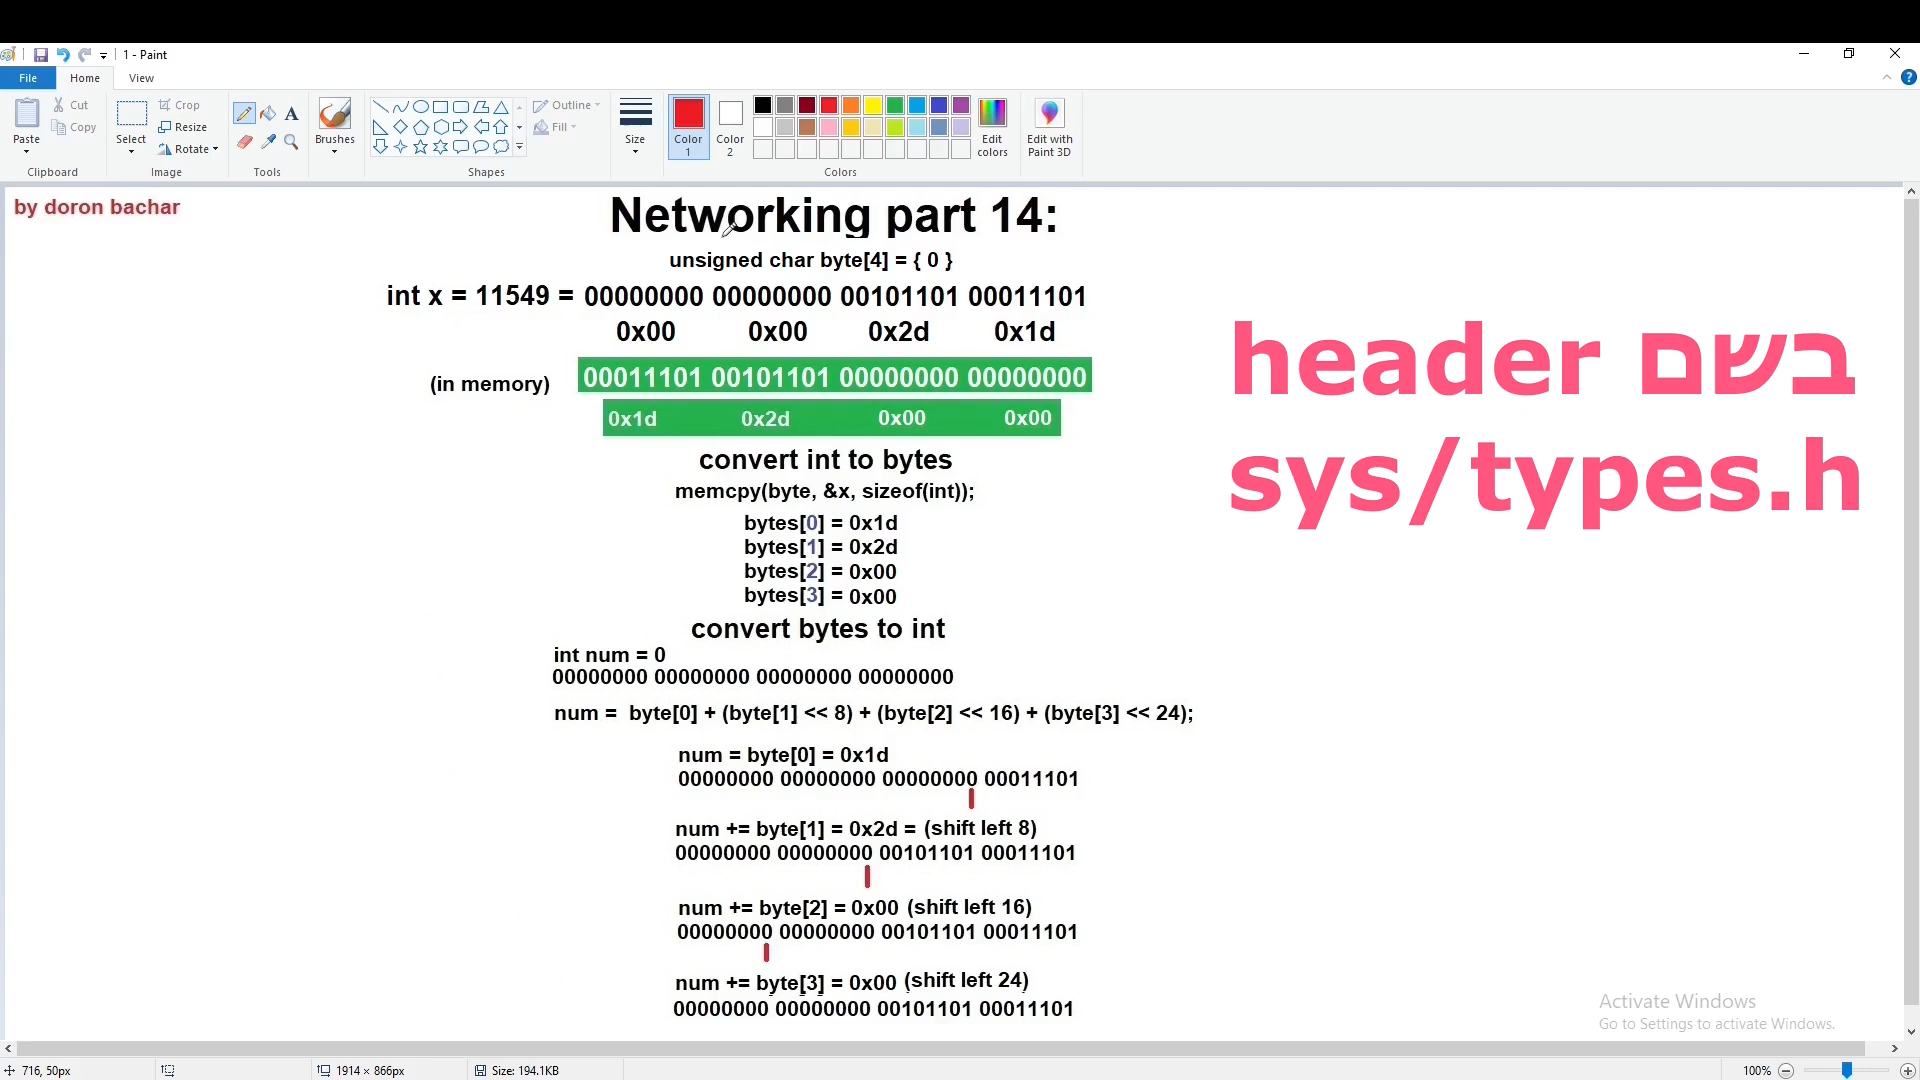 1 - Paint
File Home View
Paste
Cut
Copy
Clipboard
Select
Crop
Resize
Rotate
Image
Tools
Brushes
Shapes
Outline
Fill
Size
Color 1
Color 2
Edit colors
Colors
Edit with Paint 3D
by doron bachar
Networking part 14:
unsigned char byte[4] = { 0 }
int x = 11549 = 00000000 00000000 00101101 00011101
0x00 0x00 0x2d 0x1d
(in memory) 00011101 00101101 00000000 00000000
0x1d 0x2d 0x00 0x00
convert int to bytes
memcpy(byte, &x, sizeof(int));
bytes[0] = 0x1d
bytes[1] = 0x2d
bytes[2] = 0x00
bytes[3] = 0x00
convert bytes to int
int num = 0
00000000 00000000 00000000 00000000
num = byte[0] + (byte[1] << 8) + (byte[2] << 16) + (byte[3] << 24);
num = byte[0] = 0x1d
00000000 00000000 00000000 00011101
num += byte[1] = 0x2d = (shift left 8)
00000000 00000000 00101101 00011101
num += byte[2] = 0x00 (shift left 16)
00000000 00000000 00101101 00011101
num += byte[3] = 0x00 (shift left 24)
00000000 00000000 00101101 00011101
בשם header
sys/types.h
Activate Windows
Go to Settings to activate Windows.
716, 50px
1914 × 866px
Size: 194.1KB
100%